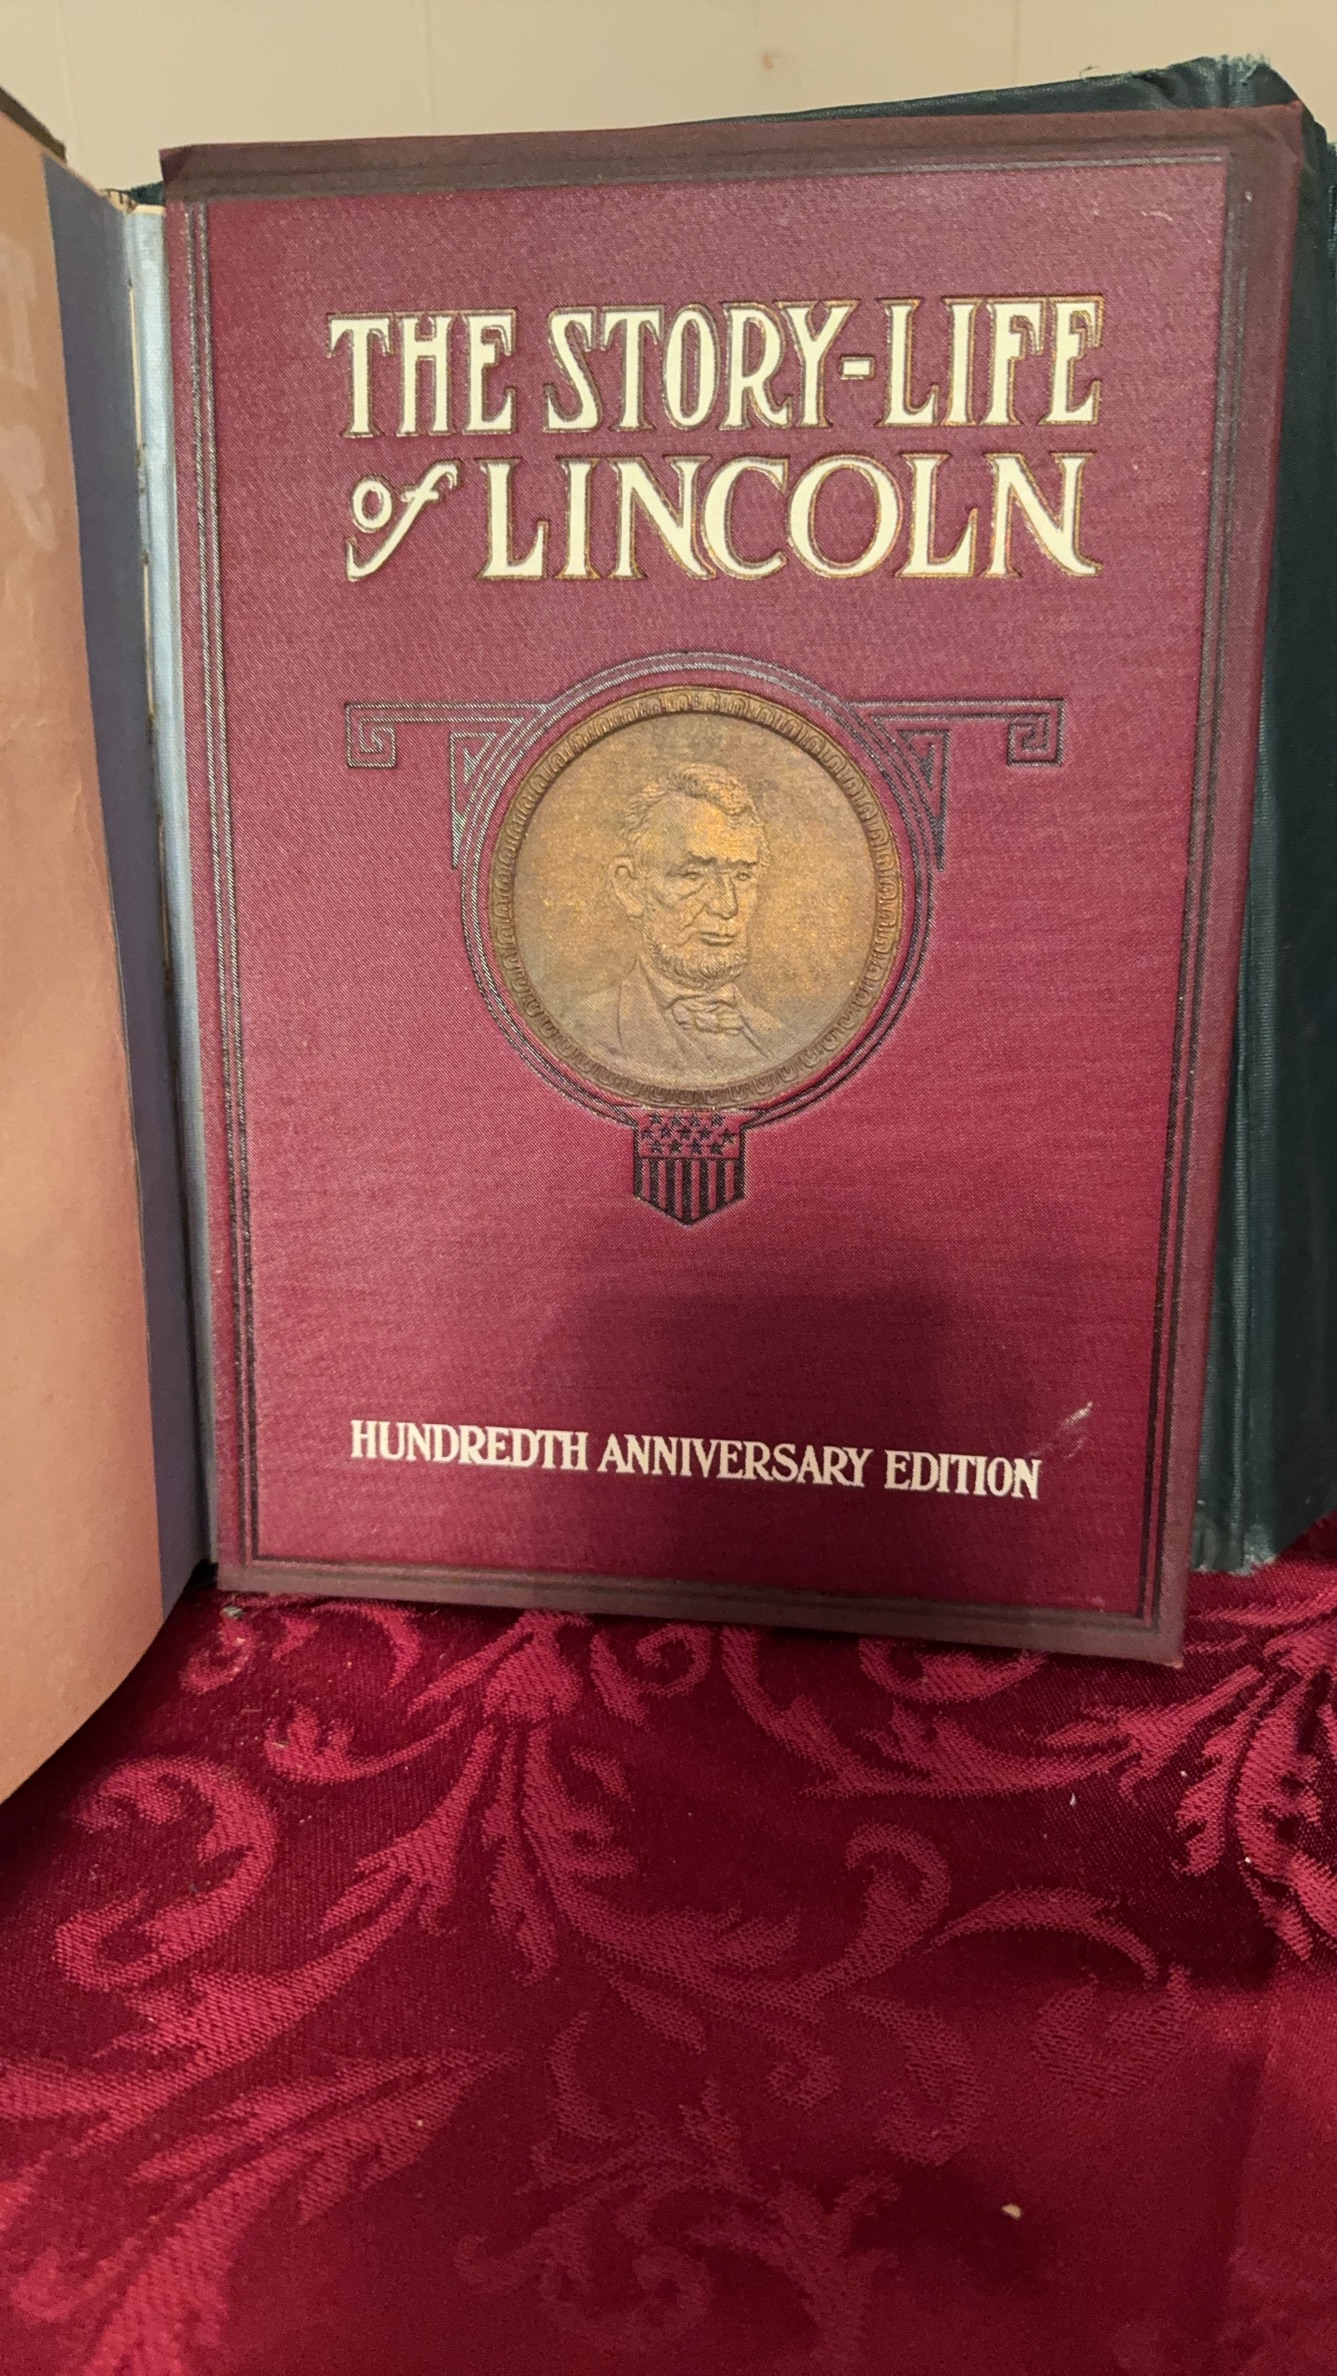 THE STORY-LIFE
of LINCOLN
HUNDREDTH ANNIVERSARY EDITION